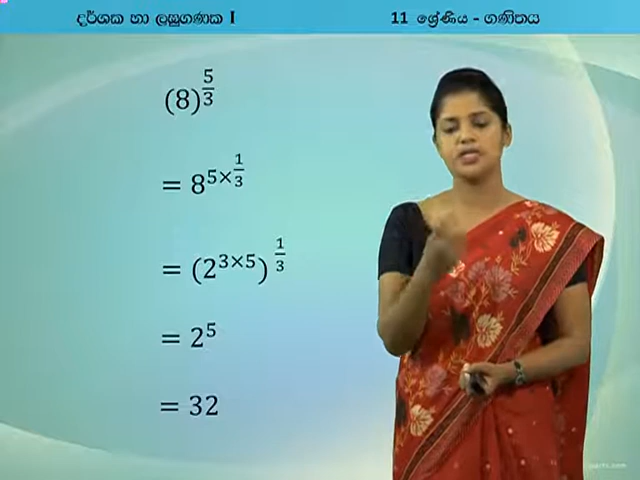 දර්ශක හා ලඝුගණක I
11 ශ්‍රේණිය - ගණිතය
(8)^(5/3)
= 8^(5×1/3)
= (2^(3×5))^(1/3)
= 2^5
= 32